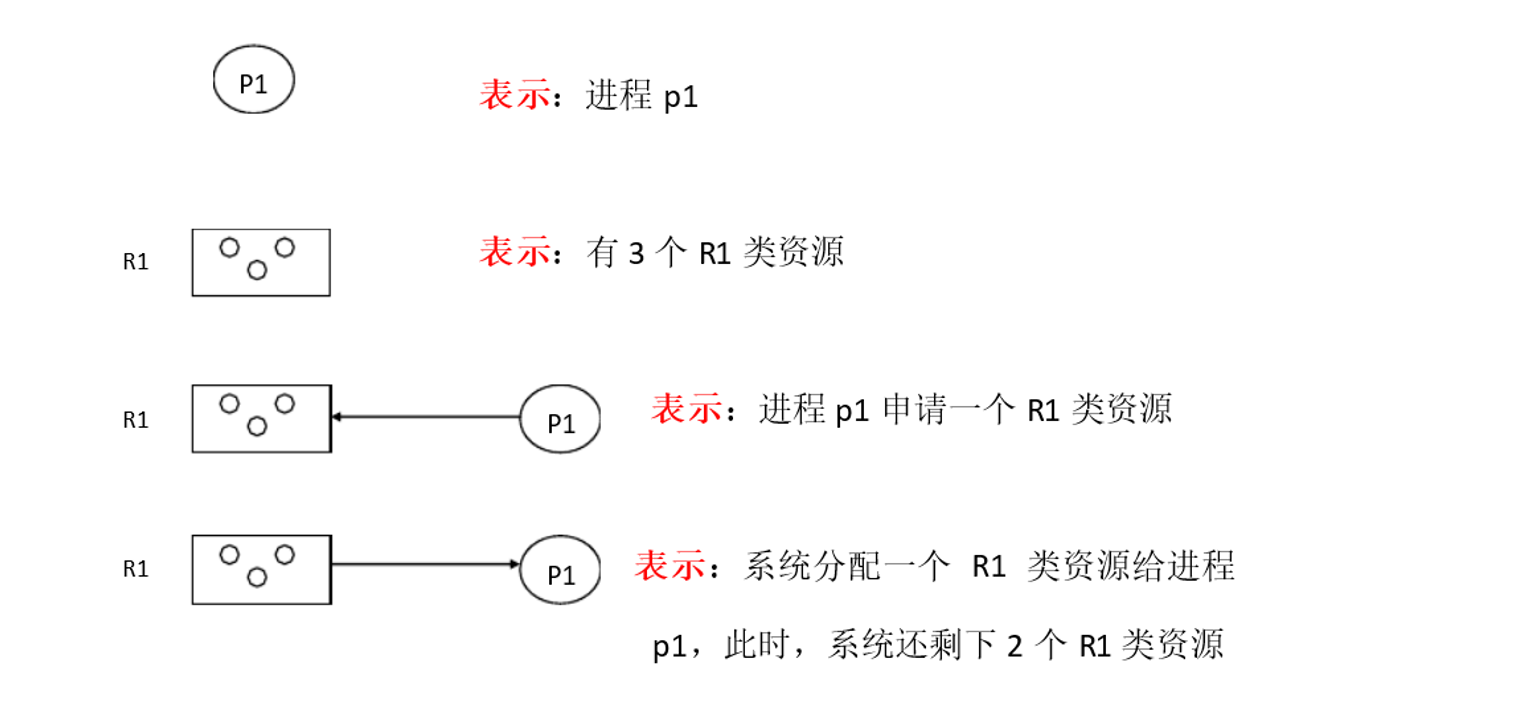 P1
表示：进程 p1
R1
表示：有 3 个 R1 类资源
R1
P1
表示：进程 p1 申请一个 R1 类资源
R1
P1
表示：系统分配一个 R1 类资源给进程
p1，此时，系统还剩下 2 个 R1 类资源